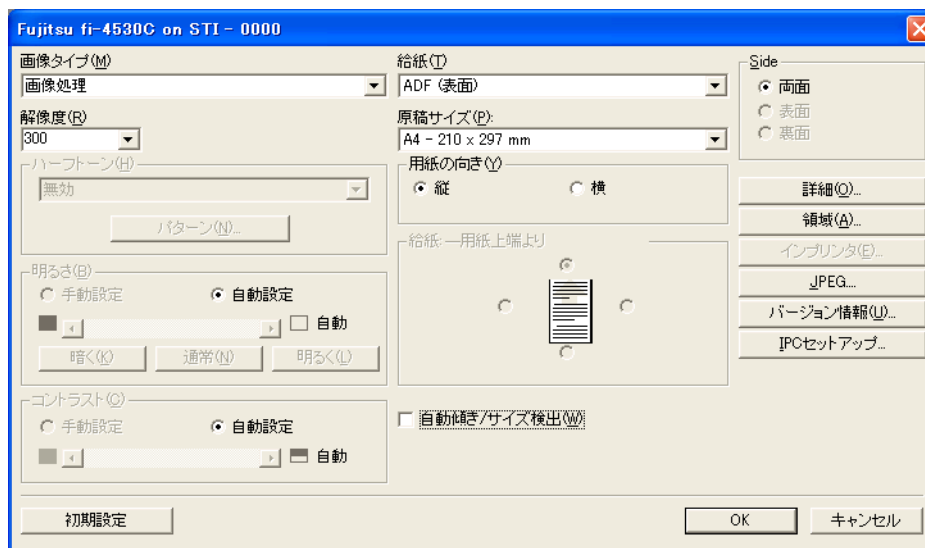 Fujitsu fi-4530C on STI - 0000
画像タイプ(M)
画像処理
解像度(R)
300
ハーフトーン(H)
無効
パターン(N)...
明るさ(B)
手動設定
自動設定
自動
暗く(K)
通常(N)
明るく(L)
コントラスト(C)
手動設定
自動設定
自動
給紙(T)
ADF (表面)
原稿サイズ(P):
A4 - 210 x 297 mm
用紙の向き(Y)
縦
横
給紙:―用紙上端より
自動傾き/サイズ検出(W)
Side
両面
表面
裏面
詳細(O)...
領域(A)...
インプリンタ(E)...
JPEG...
バージョン情報(U)...
IPCセットアップ...
初期設定
OK
キャンセル